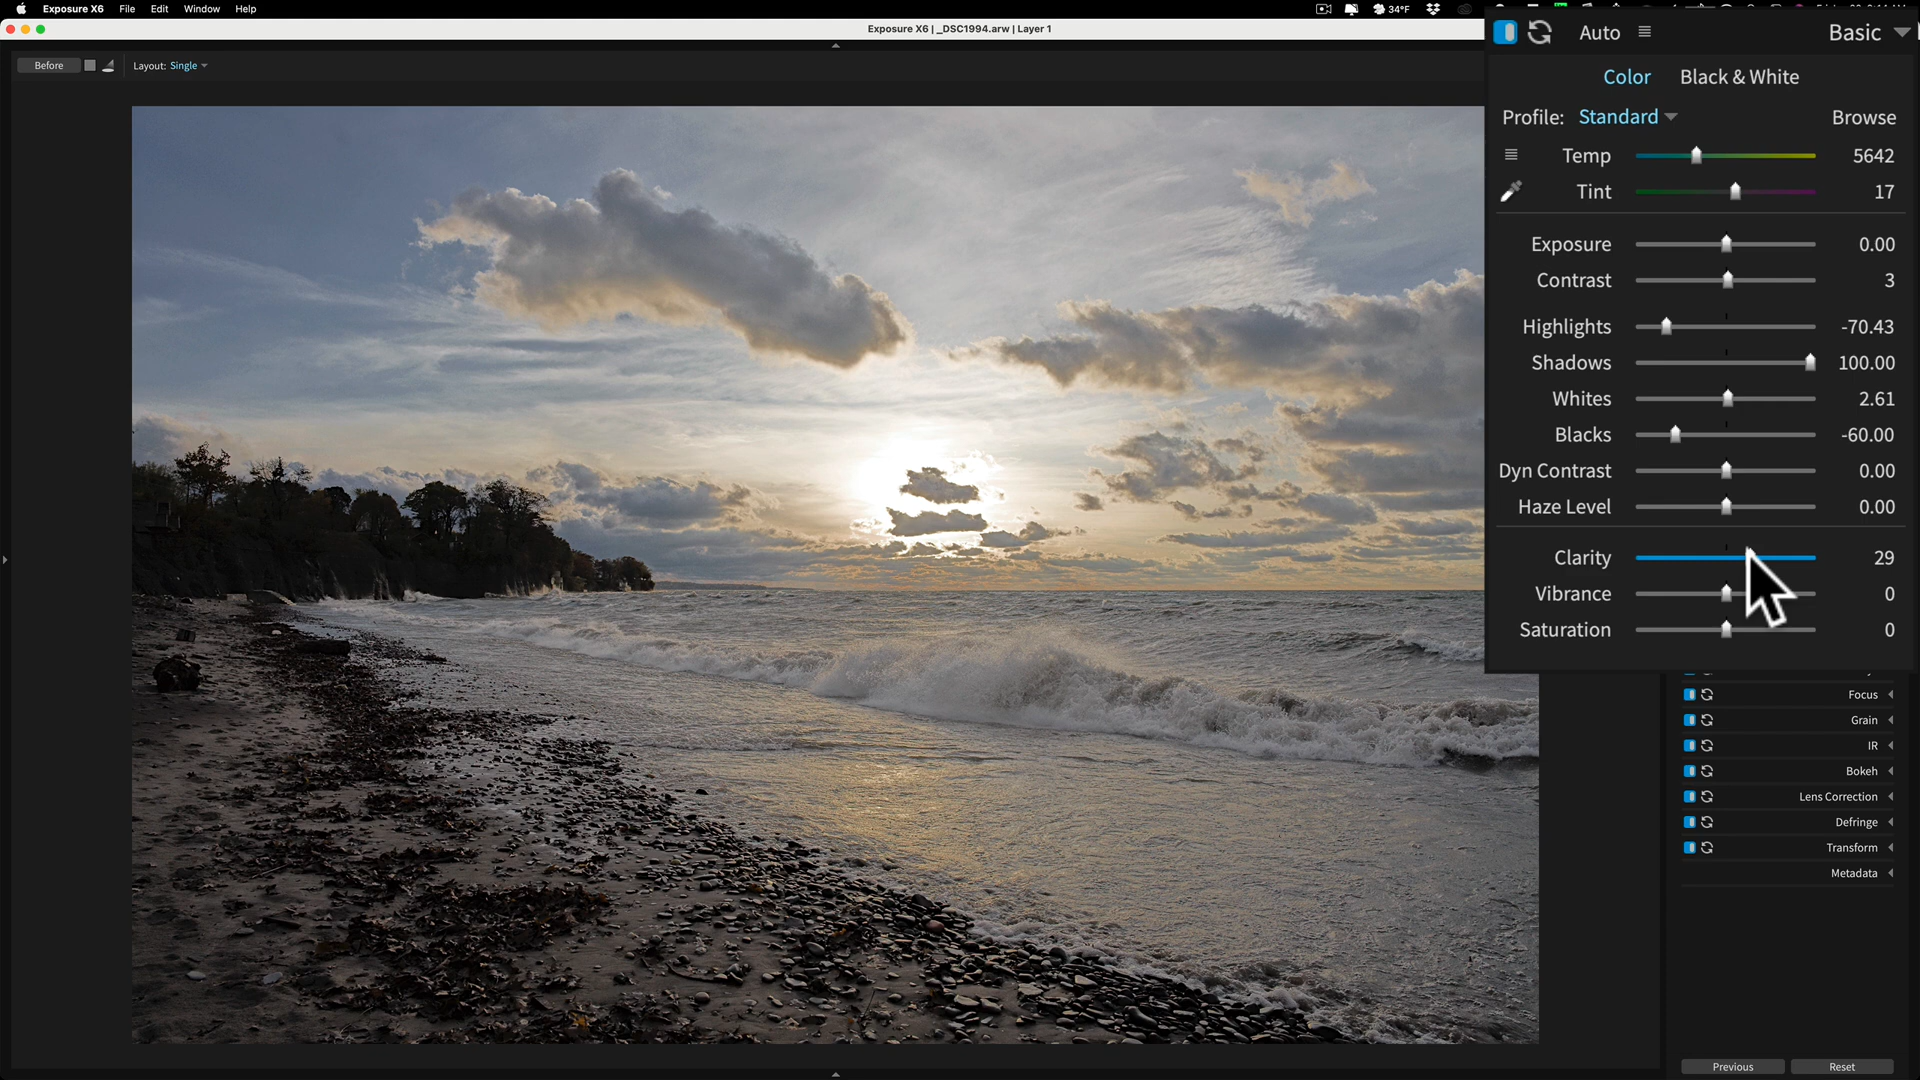 Exposure X6 File Edit Window Help 34°F
Exposure X6 | _DSC1994.arw | Layer 1
Before Layout: Single
Auto Basic
Color Black & White
Profile: Standard Browse
Temp 5642
Tint 17
Exposure 0.00
Contrast 3
Highlights -70.43
Shadows 100.00
Whites 2.61
Blacks -60.00
Dyn Contrast 0.00
Haze Level 0.00
Clarity 29
Vibrance 0
Saturation 0
Focus
Grain
IR
Bokeh
Lens Correction
Defringe
Transform
Metadata
Previous Reset